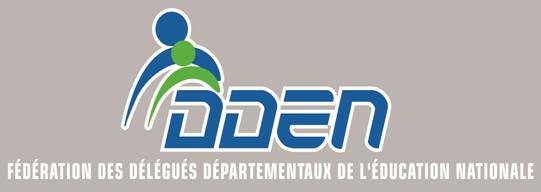 DDEN
FÉDÉRATION DES DÉLÉGUÉS DÉPARTEMENTAUX DE L'ÉDUCATION NATIONALE